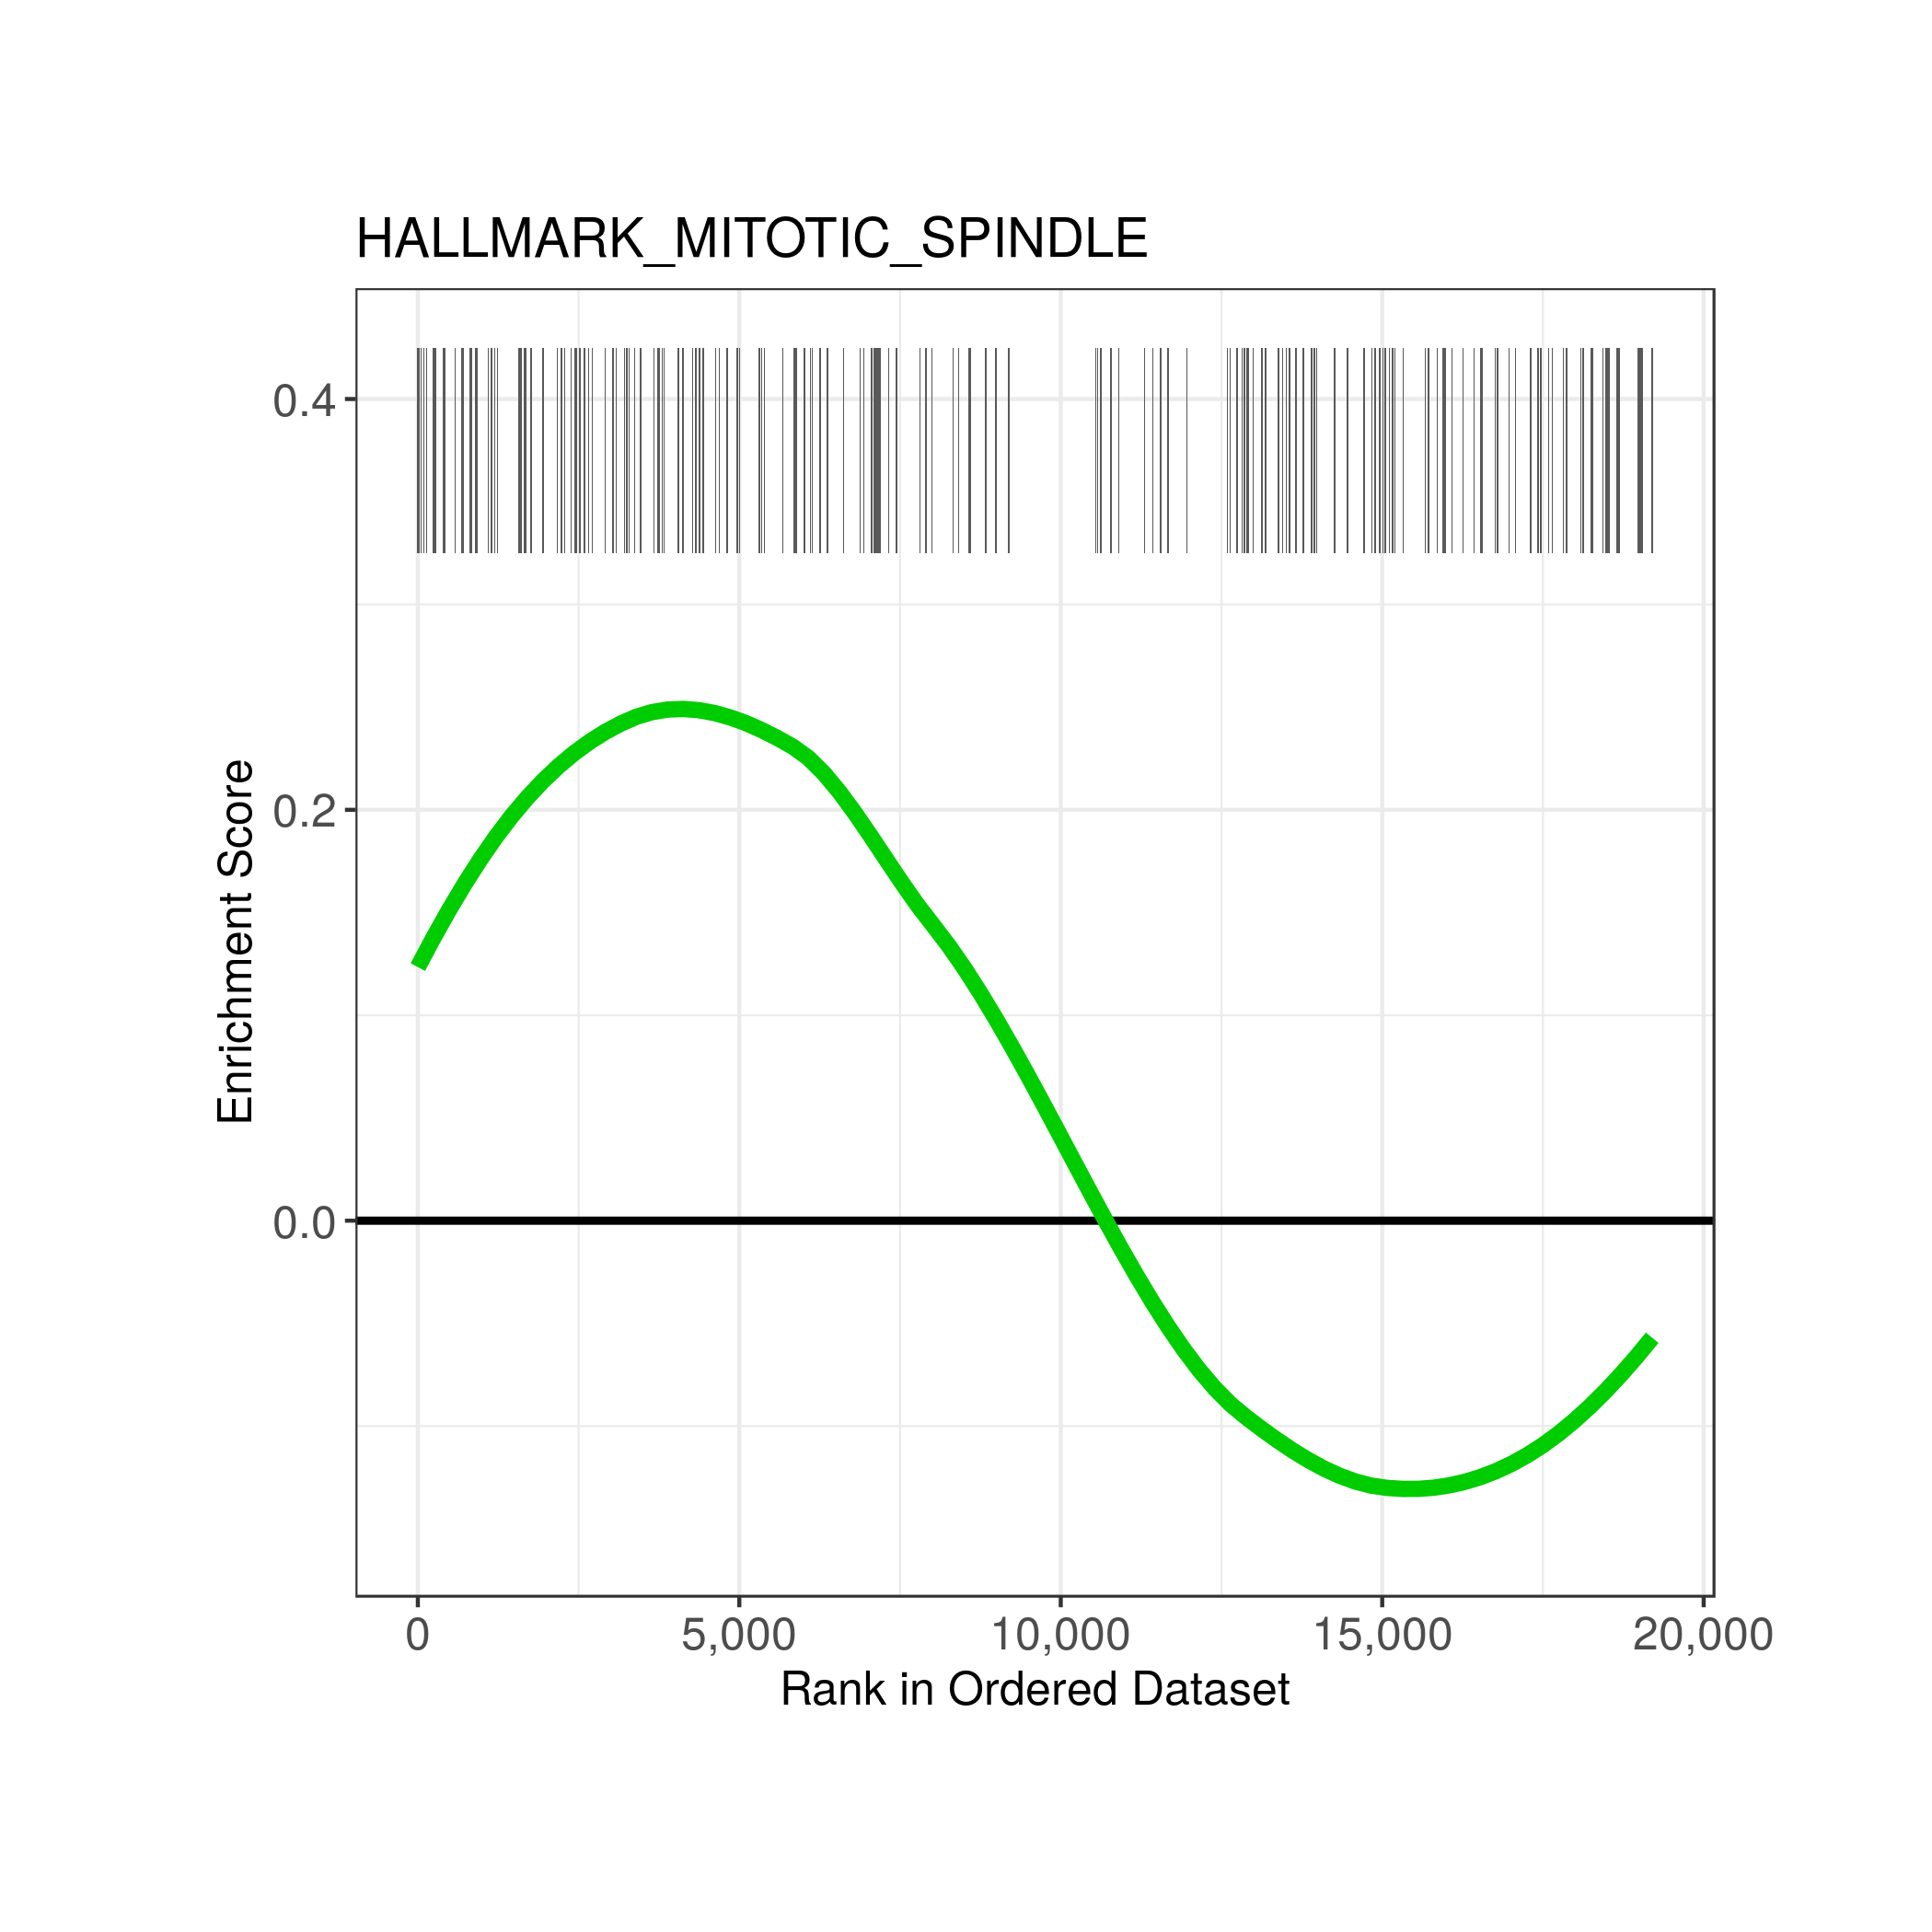 HALLMARK_MITOTIC_SPINDLE
0.4
0.2
0.0
Enrichment Score
0 5,000 10,000 15,000 20,000
Rank in Ordered Dataset